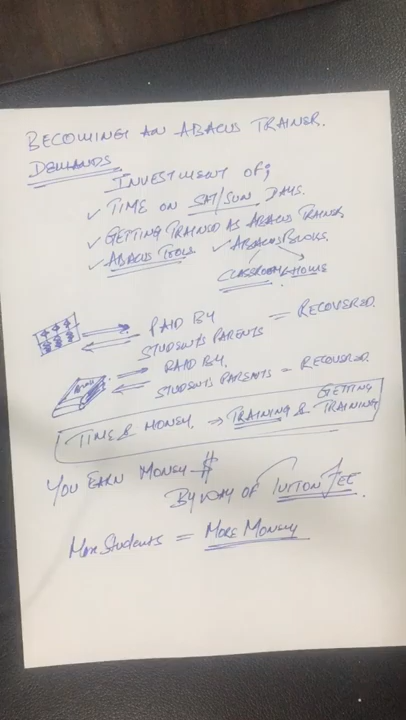 BECOMING AN ABACUS TRAINER.
DEMANDS
INVESTMENT OF;
✓ TIME ON SAT/SUN DAYS.
✓ GETTING TRAINED AS ABACUS TRAINER
✓ ABACUS TOOLS ✓ ABACUS BOOKS.
CLASSROOM & HOME
PAID BY
STUDENTS PARENTS = RECOVERED.
PAID BY.
STUDENTS PARENTS = RECOVERED.
TIME & MONEY. → TRAINING & GETTING TRAINING
YOU EARN MONEY $
BY WAY OF TUITION FEE.
More Students = MORE MONEY